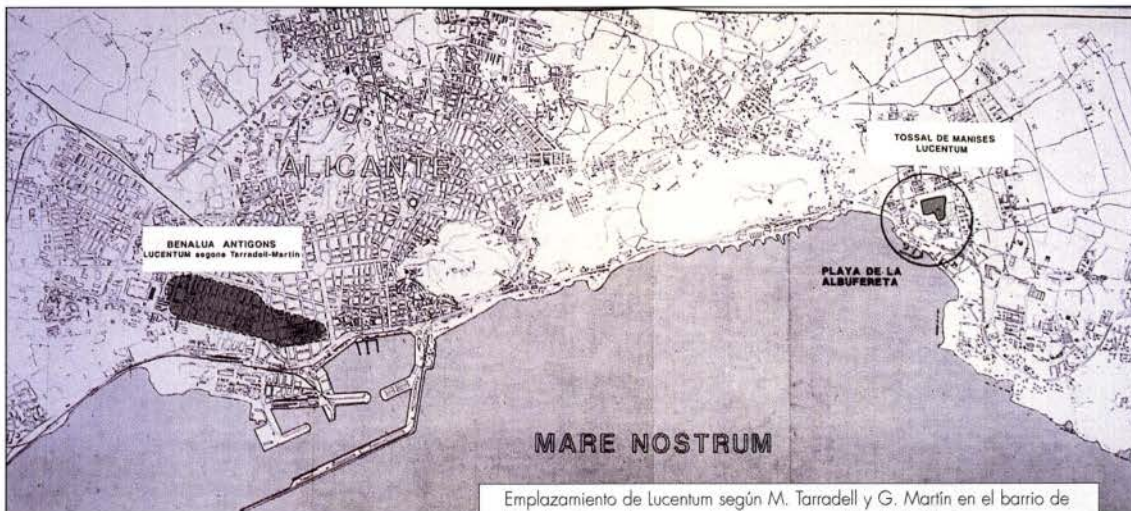 TOSSAL DE MANISES
LUCENTUM
ALICANTE
BENALUA ANTIGONS
LUCENTUM segons Tarradell-Martin
PLAYA DE LA
ALBUFERETA
MARE NOSTRUM
Emplazamiento de Lucentum según M. Tarradell y G. Martín en el barrio de